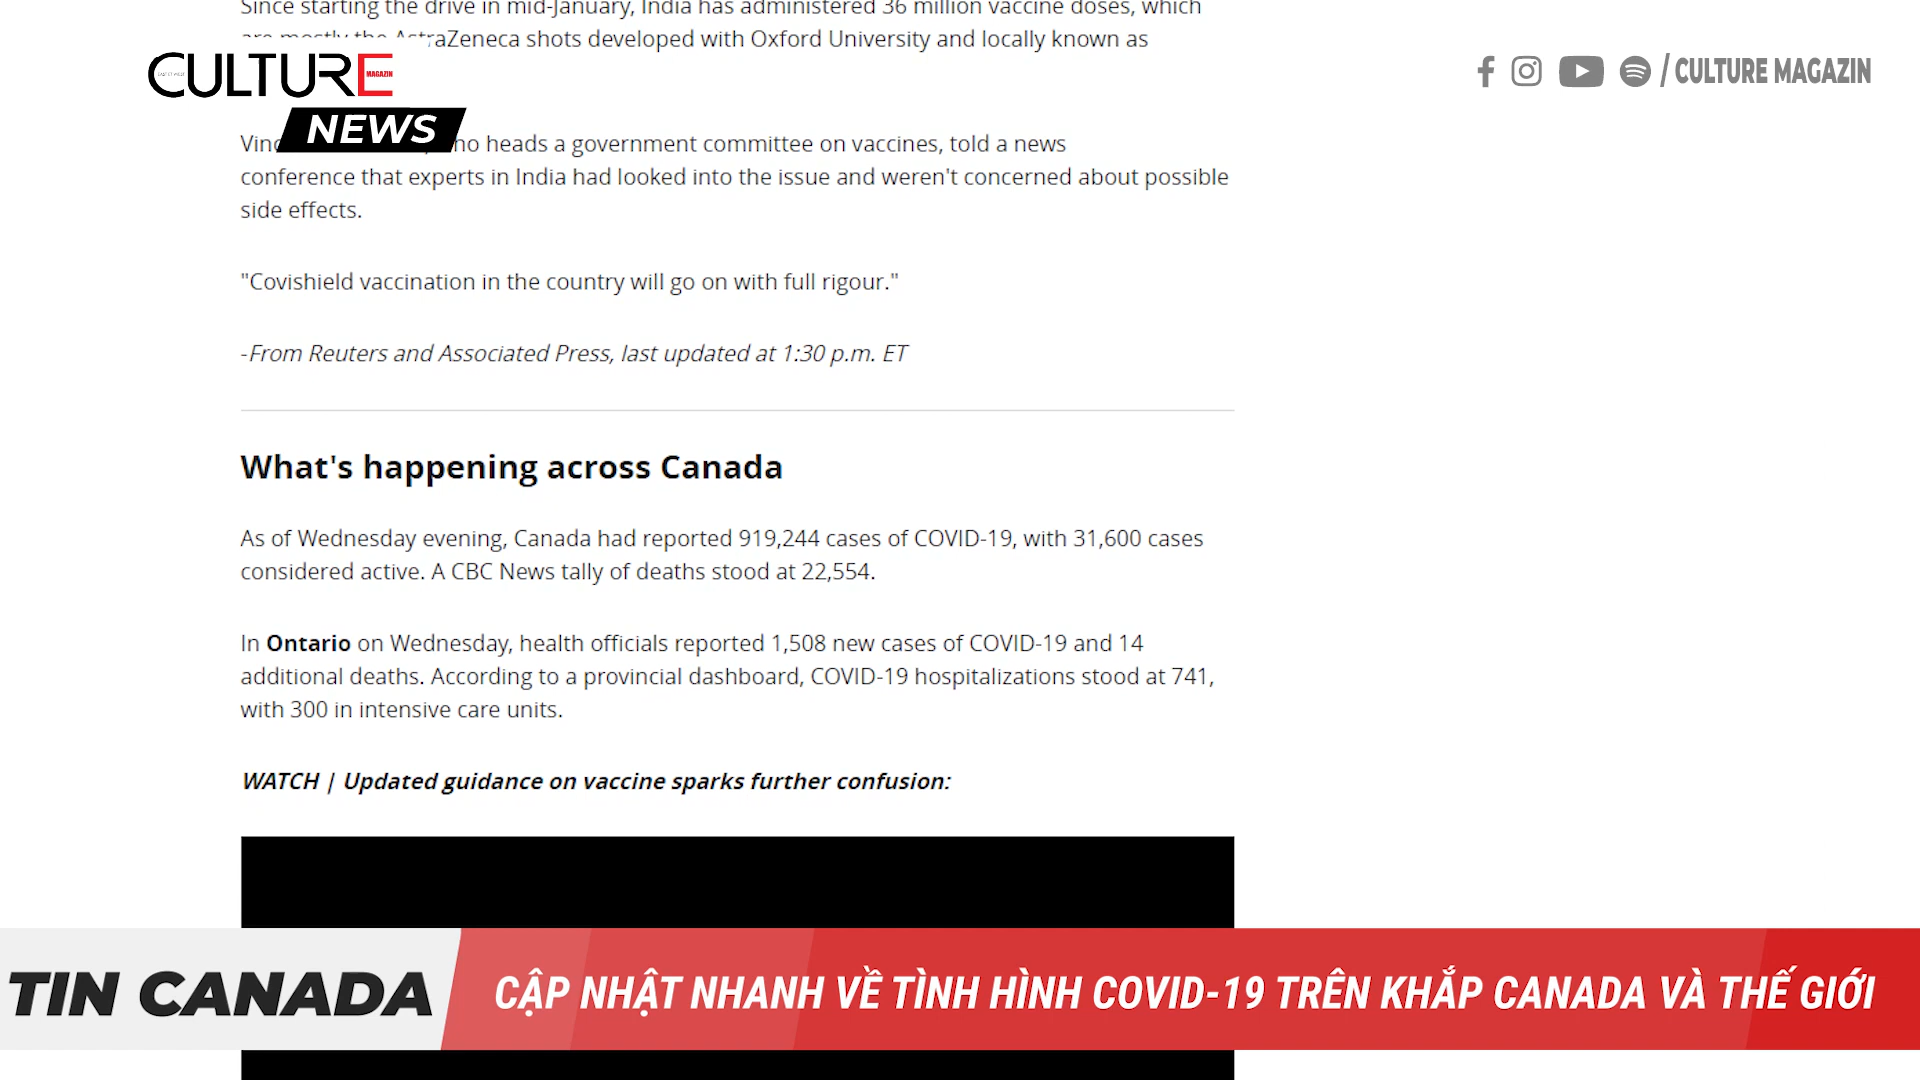 Since starting the drive in mid-January, India has administered 36 million vaccine doses, which
AstraZeneca shots developed with Oxford University and locally known as
CULTURE
MAGAZIN
NEWS
/ CULTURE MAGAZIN
heads a government committee on vaccines, told a news
conference that experts in India had looked into the issue and weren't concerned about possible
side effects.
"Covishield vaccination in the country will go on with full rigour."
-From Reuters and Associated Press, last updated at 1:30 p.m. ET
What's happening across Canada
As of Wednesday evening, Canada had reported 919,244 cases of COVID-19, with 31,600 cases
considered active. A CBC News tally of deaths stood at 22,554.
In Ontario on Wednesday, health officials reported 1,508 new cases of COVID-19 and 14
additional deaths. According to a provincial dashboard, COVID-19 hospitalizations stood at 741,
with 300 in intensive care units.
WATCH | Updated guidance on vaccine sparks further confusion:
TIN CANADA
CẬP NHẬT NHANH VỀ TÌNH HÌNH COVID-19 TRÊN KHẮP CANADA VÀ THẾ GIỚI